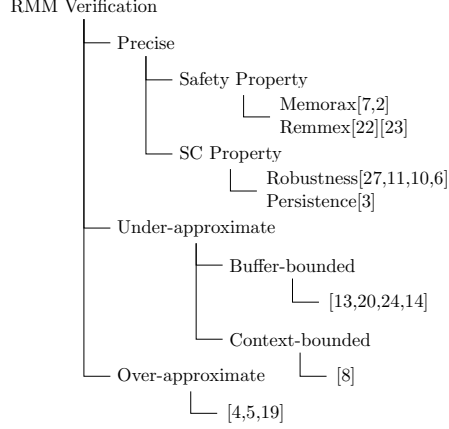 RMM Verification
Precise
Safety Property
Memorax[7,2]
Remmex[22][23]
SC Property
Robustness[27,11,10,6]
Persistence[3]
Under-approximate
Buffer-bounded
[13,20,24,14]
Context-bounded
[8]
Over-approximate
[4,5,19]